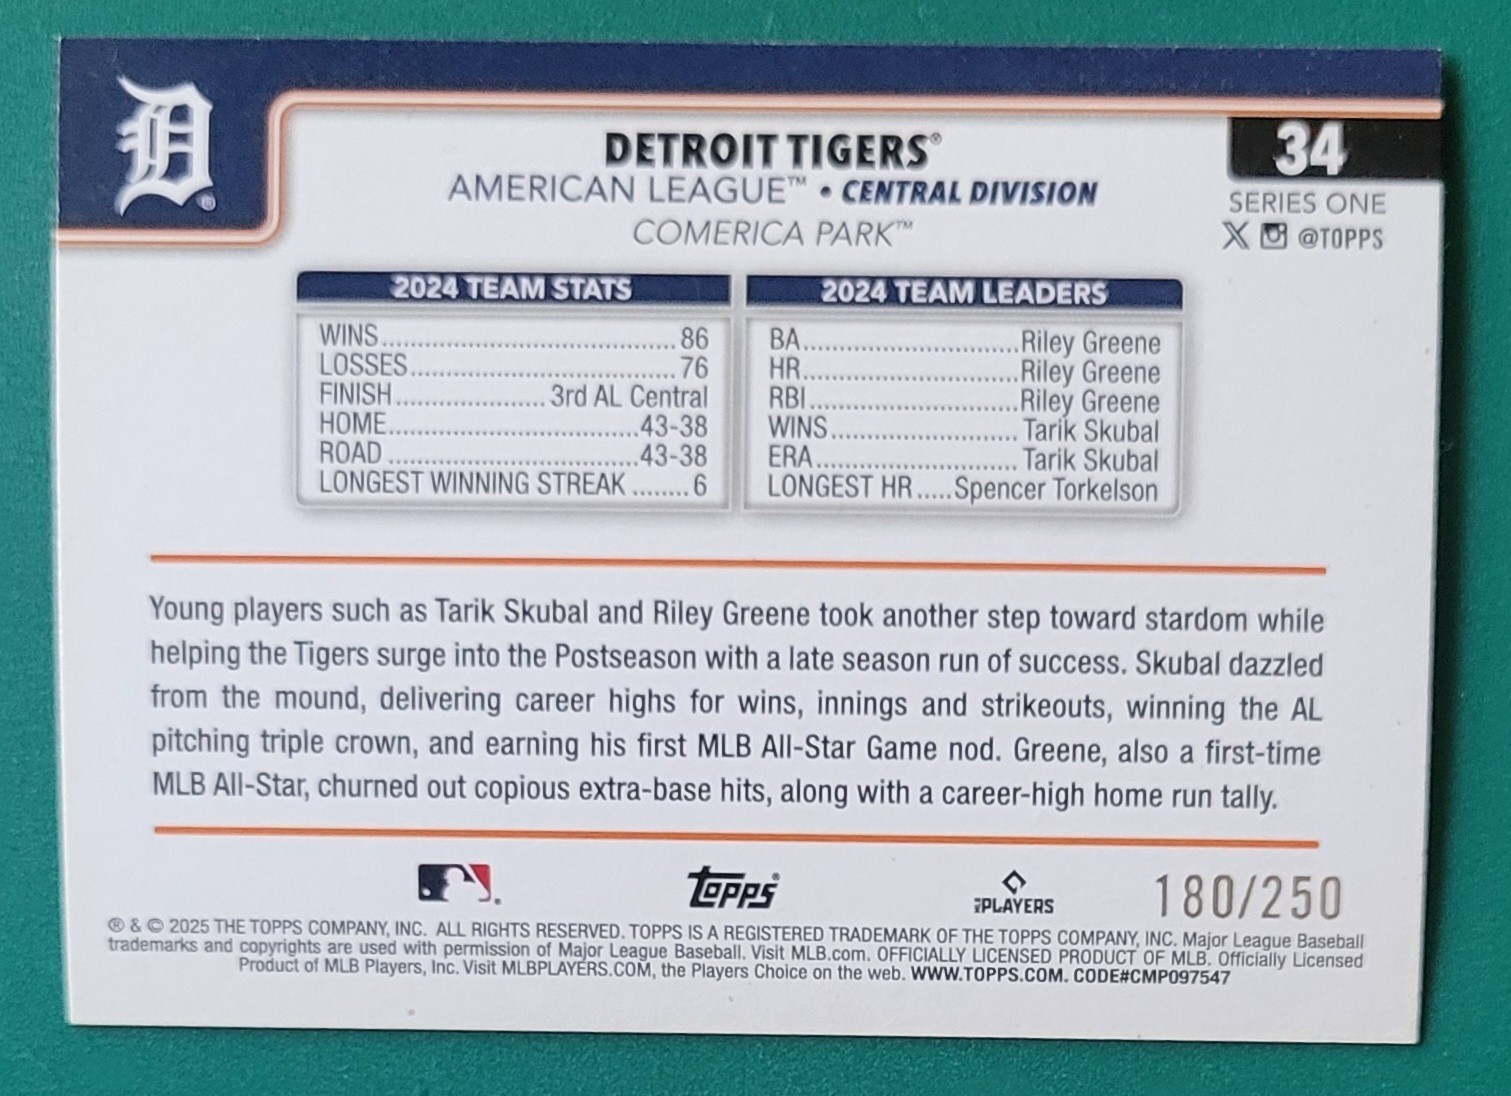 D
DETROIT TIGERS®
AMERICAN LEAGUE™ • CENTRAL DIVISION
COMERICA PARK™
34
SERIES ONE
X @TOPPS
2024 TEAM STATS
WINS 86
LOSSES 76
FINISH 3rd AL Central
HOME 43-38
ROAD 43-38
LONGEST WINNING STREAK 6
2024 TEAM LEADERS
BA Riley Greene
HR Riley Greene
RBI Riley Greene
WINS Tarik Skubal
ERA Tarik Skubal
LONGEST HR Spencer Torkelson
Young players such as Tarik Skubal and Riley Greene took another step toward stardom while
helping the Tigers surge into the Postseason with a late season run of success. Skubal dazzled
from the mound, delivering career highs for wins, innings and strikeouts, winning the AL
pitching triple crown, and earning his first MLB All-Star Game nod. Greene, also a first-time
MLB All-Star, churned out copious extra-base hits, along with a career-high home run tally.
Topps®
PLAYERS
180/250
® & © 2025 THE TOPPS COMPANY, INC. ALL RIGHTS RESERVED. TOPPS IS A REGISTERED TRADEMARK OF THE TOPPS COMPANY, INC. Major League Baseball
trademarks and copyrights are used with permission of Major League Baseball. Visit MLB.com. OFFICIALLY LICENSED PRODUCT OF MLB. Officially Licensed
Product of MLB Players, Inc. Visit MLBPLAYERS.COM, the Players Choice on the web. WWW.TOPPS.COM. CODE#CMP097547